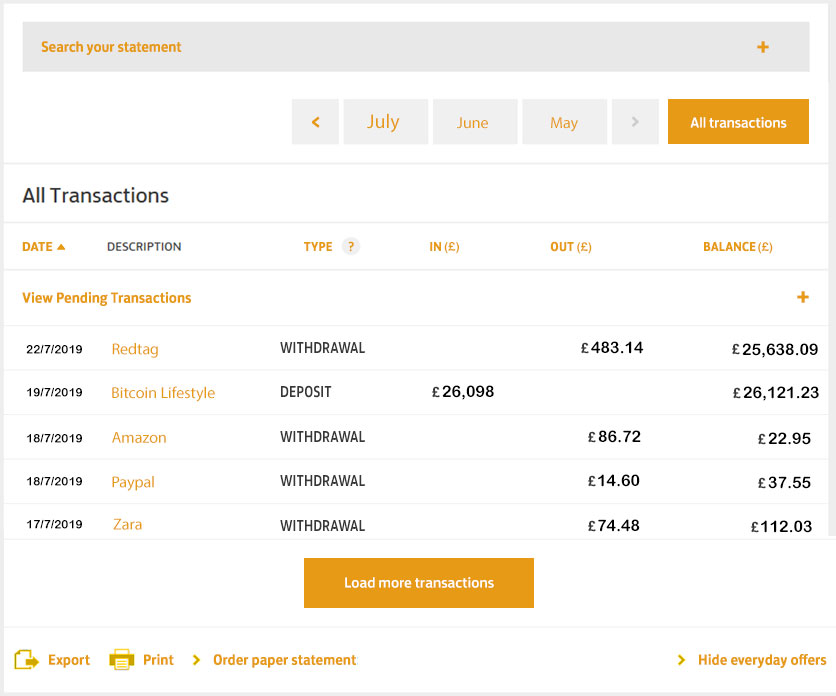 Search your statement +
< July June May > All transactions
All Transactions
DATE DESCRIPTION TYPE ? IN (£) OUT (£) BALANCE (£)
View Pending Transactions +
22/7/2019 Redtag WITHDRAWAL £483.14 £25,638.09
19/7/2019 Bitcoin Lifestyle DEPOSIT £26,098 £26,121.23
18/7/2019 Amazon WITHDRAWAL £86.72 £22.95
18/7/2019 Paypal WITHDRAWAL £14.60 £37.55
17/7/2019 Zara WITHDRAWAL £74.48 £112.03
Load more transactions
Export Print > Order paper statement > Hide everyday offers